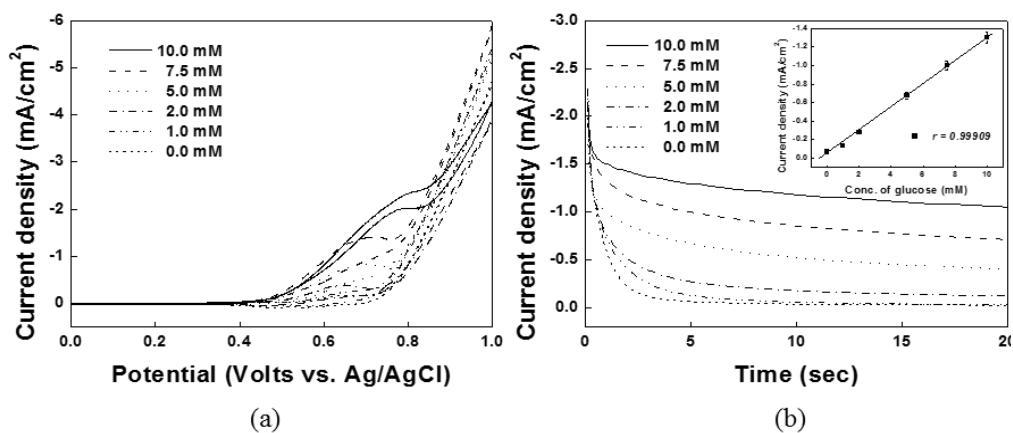 -6
-5
-4
-3
-2
-1
0
0.0 0.2 0.4 0.6 0.8 1.0
Current density (mA/cm²)
Potential (Volts vs. Ag/AgCl)
10.0 mM
7.5 mM
5.0 mM
2.0 mM
1.0 mM
0.0 mM
(a)
-3.0
-2.5
-2.0
-1.5
-1.0
-0.5
0.0
0 5 10 15 20
Current density (mA/cm²)
Time (sec)
10.0 mM
7.5 mM
5.0 mM
2.0 mM
1.0 mM
0.0 mM
-1.4
-1.2
-1.0
-0.8
-0.6
-0.4
-0.2
0.0
0 2 4 6 8 10
Current density (mA/cm²)
Conc. of glucose (mM)
r = 0.99909
(b)